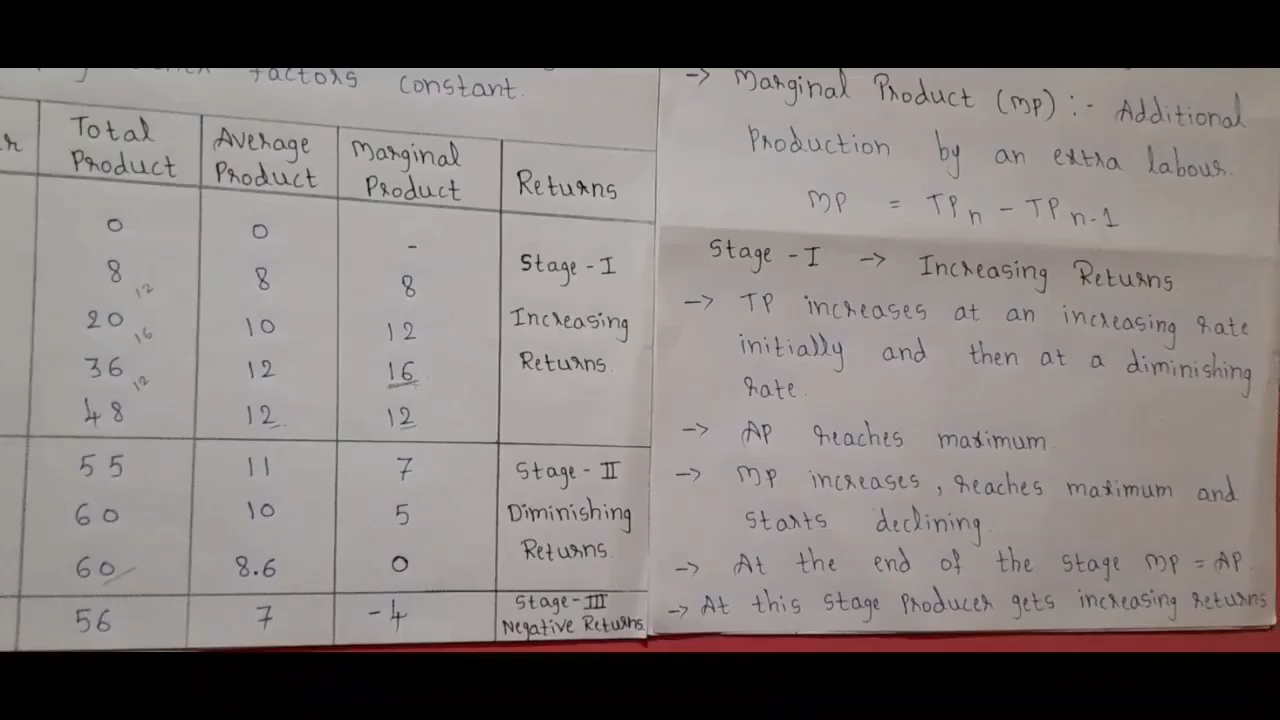 factors constant.
Total Product Average Product Marginal Product Returns
0 0 -
8 8 8 Stage - I
12
20 10 12 Increasing
16
36 12 16 Returns.
12
48 12 12
55 11 7 Stage - II
60 10 5 Diminishing
Returns.
60 8.6 0
56 7 -4 Stage-III
Negative Returns.
-> Marginal Product (MP) :- Additional
Production by an extra labour.
MP = TPn - TPn-1
Stage - I -> Increasing Returns.
-> TP increases at an increasing rate
initially and then at a diminishing
rate.
-> AP reaches maximum.
-> MP increases, reaches maximum and
starts declining.
-> At the end of the stage MP = AP.
-> At this stage Producer gets increasing returns